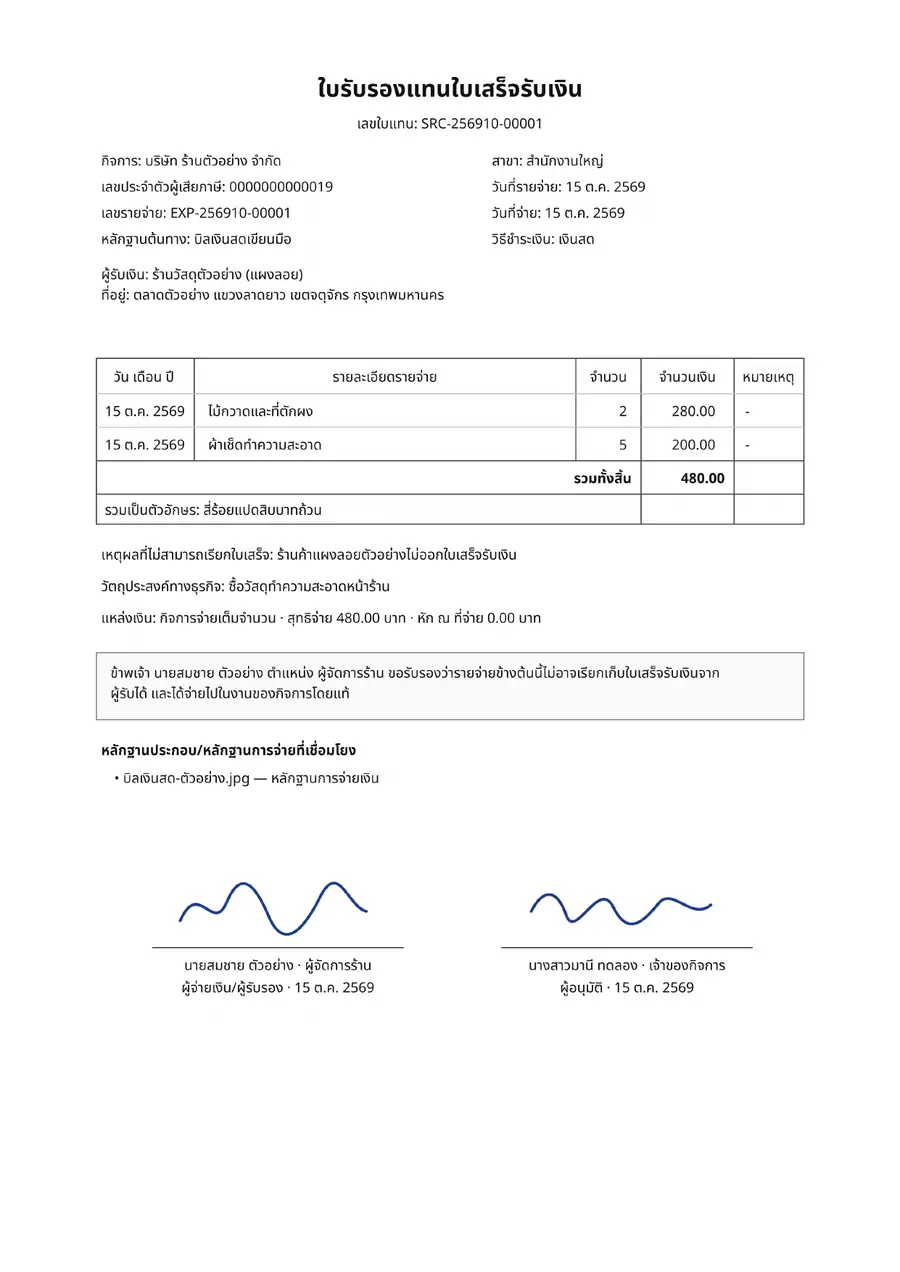 ใบรับรองแทนใบเสร็จรับเงิน
เลขใบแทน: SRC-256910-00001
กิจการ: บริษัท ร้านตัวอย่าง จำกัด
สาขา: สำนักงานใหญ่
เลขประจำตัวผู้เสียภาษี: 0000000000019
วันที่รายจ่าย: 15 ต.ค. 2569
เลขรายจ่าย: EXP-256910-00001
วันที่จ่าย: 15 ต.ค. 2569
หลักฐานต้นทาง: บิลเงินสดเขียนมือ
วิธีชำระเงิน: เงินสด
ผู้รับเงิน: ร้านวัสดุตัวอย่าง (แผงลอย)
ที่อยู่: ตลาดตัวอย่าง แขวงลาดยาว เขตจตุจักร กรุงเทพมหานคร
วัน เดือน ปี รายละเอียดรายจ่าย จำนวน จำนวนเงิน หมายเหตุ
15 ต.ค. 2569 ไม้กวาดและที่ตักผง 2 280.00 -
15 ต.ค. 2569 ผ้าเช็ดทำความสะอาด 5 200.00 -
รวมทั้งสิ้น 480.00
รวมเป็นตัวอักษร: สี่ร้อยแปดสิบบาทถ้วน
เหตุผลที่ไม่สามารถเรียกใบเสร็จ: ร้านค้าแผงลอยตัวอย่างไม่ออกใบเสร็จรับเงิน
วัตถุประสงค์ทางธุรกิจ: ซื้อวัสดุทำความสะอาดหน้าร้าน
แหล่งเงิน: กิจการจ่ายเต็มจำนวน · สุทธิจ่าย 480.00 บาท · หัก ณ ที่จ่าย 0.00 บาท
ข้าพเจ้า นายสมชาย ตัวอย่าง ตำแหน่ง ผู้จัดการร้าน ขอรับรองว่ารายจ่ายข้างต้นนี้ไม่อาจเรียกเก็บใบเสร็จรับเงินจาก
ผู้รับได้ และได้จ่ายไปในงานของกิจการโดยแท้
หลักฐานประกอบ/หลักฐานการจ่ายที่เชื่อมโยง
• บิลเงินสด-ตัวอย่าง.jpg — หลักฐานการจ่ายเงิน
นายสมชาย ตัวอย่าง · ผู้จัดการร้าน
ผู้จ่ายเงิน/ผู้รับรอง · 15 ต.ค. 2569
นางสาวมานี ทดลอง · เจ้าของกิจการ
ผู้อนุมัติ · 15 ต.ค. 2569